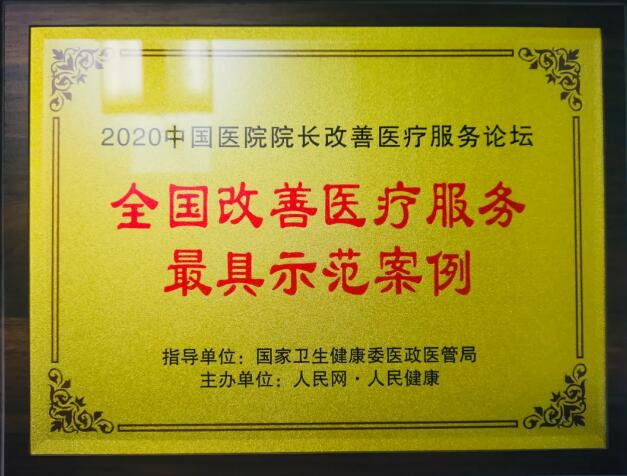 2020中国医院院长改善医疗服务论坛
全国改善医疗服务
最具示范案例
指导单位：国家卫生健康委医政医管局
主办单位：人民网·人民健康